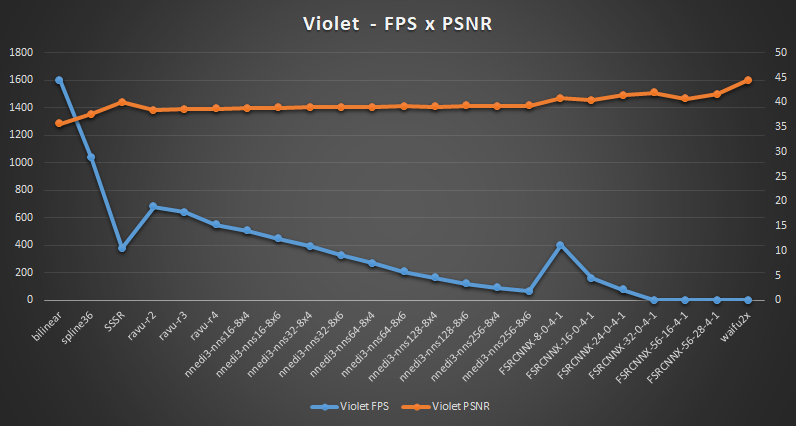 Violet - FPS x PSNR
1800
1600
1400
1200
1000
800
600
400
200
0
50
45
40
35
30
25
20
15
10
5
0
bilinear
spline36
SSSR
ravu-r2
ravu-r3
ravu-r4
nnedi3-nns16-8x4
nnedi3-nns16-8x6
nnedi3-nns32-8x4
nnedi3-nns32-8x6
nnedi3-nns64-8x4
nnedi3-nns64-8x6
nnedi3-nns128-8x4
nnedi3-nns128-8x6
nnedi3-nns256-8x4
nnedi3-nns256-8x6
FSRCNNX-8-0-4-1
FSRCNNX-16-0-4-1
FSRCNNX-24-0-4-1
FSRCNNX-32-0-4-1
FSRCNNX-56-16-4-1
FSRCNNX-56-28-4-1
waifu2x
Violet FPS
Violet PSNR